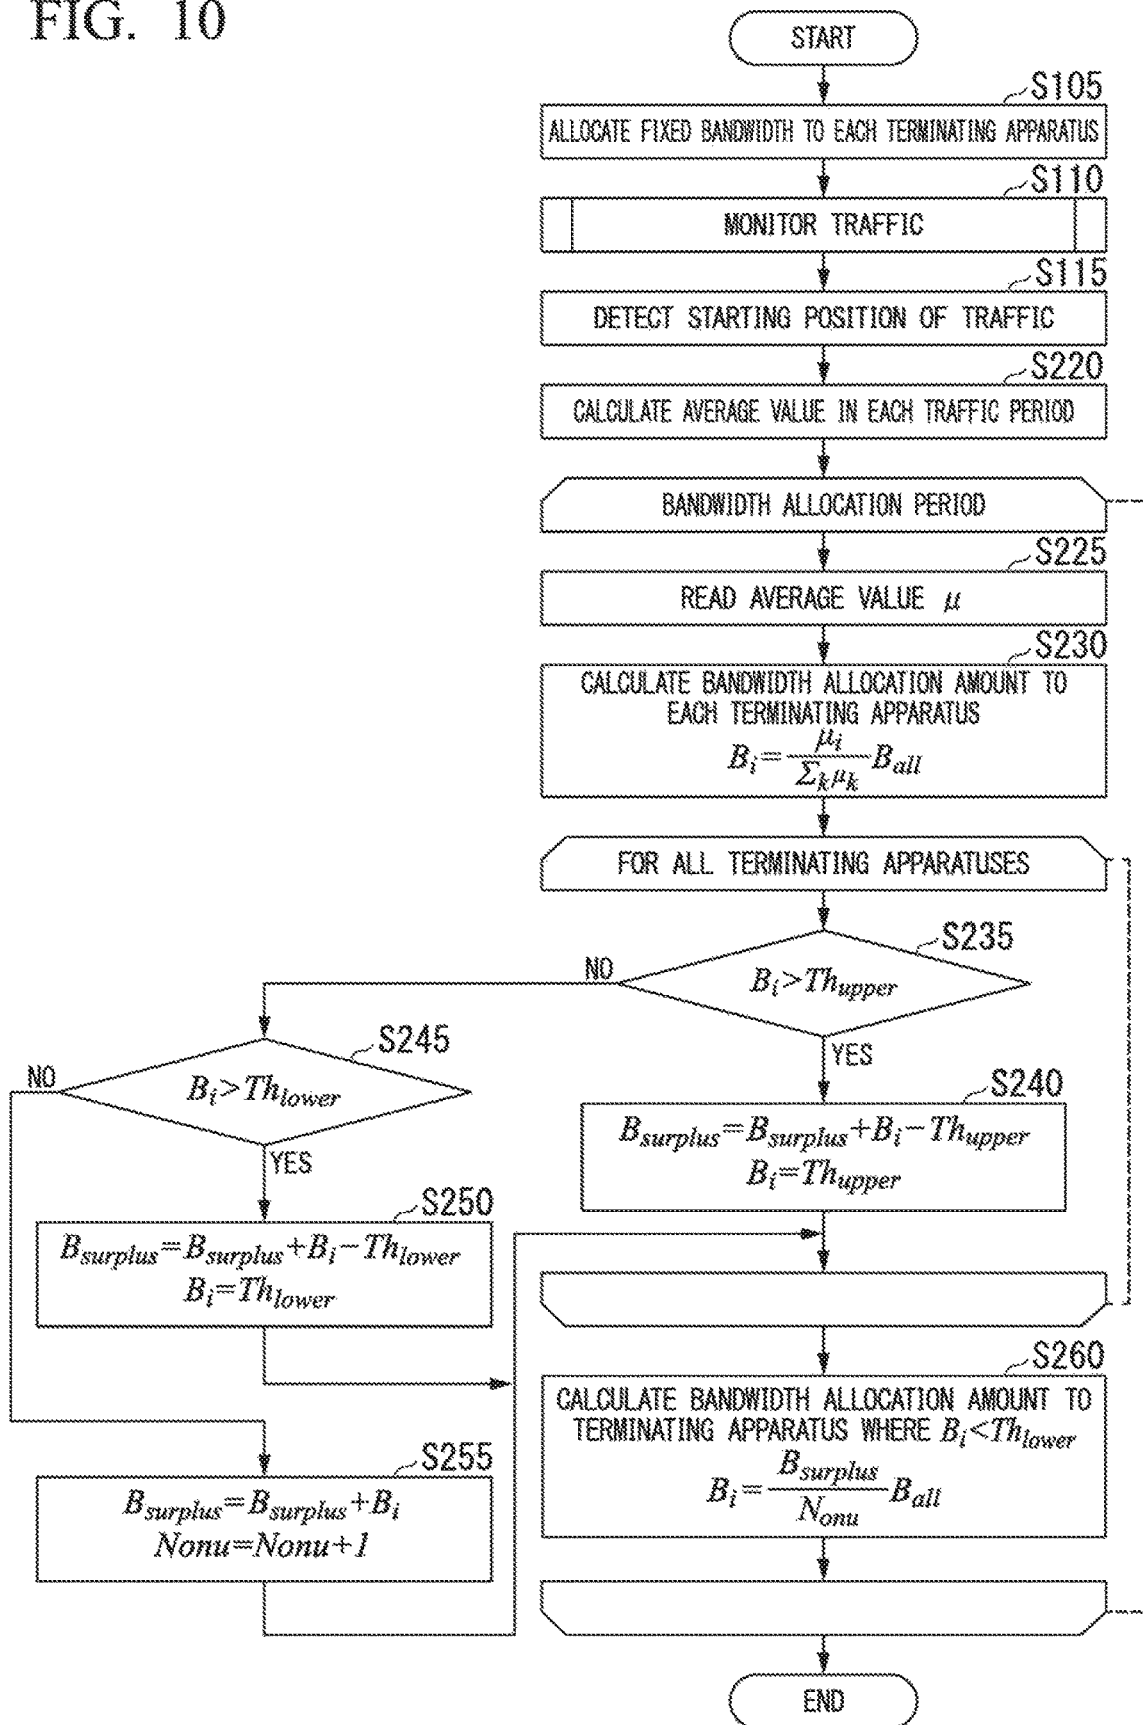 FIG. 10
START
S105
ALLOCATE FIXED BANDWIDTH TO EACH TERMINATING APPARATUS
S110
MONITOR TRAFFIC
S115
DETECT STARTING POSITION OF TRAFFIC
S220
CALCULATE AVERAGE VALUE IN EACH TRAFFIC PERIOD
BANDWIDTH ALLOCATION PERIOD
S225
READ AVERAGE VALUE μ
S230
CALCULATE BANDWIDTH ALLOCATION AMOUNT TO
EACH TERMINATING APPARATUS
B_i = μ_i / Σ_k μ_k B_all
FOR ALL TERMINATING APPARATUSES
S235
B_i > Th_upper
NO
YES
S240
B_surplus = B_surplus + B_i − Th_upper
B_i = Th_upper
S245
B_i > Th_lower
NO
YES
S250
B_surplus = B_surplus + B_i − Th_lower
B_i = Th_lower
S255
B_surplus = B_surplus + B_i
Nonu = Nonu + 1
S260
CALCULATE BANDWIDTH ALLOCATION AMOUNT TO
TERMINATING APPARATUS WHERE B_i < Th_lower
B_i = B_surplus / N_onu B_all
END